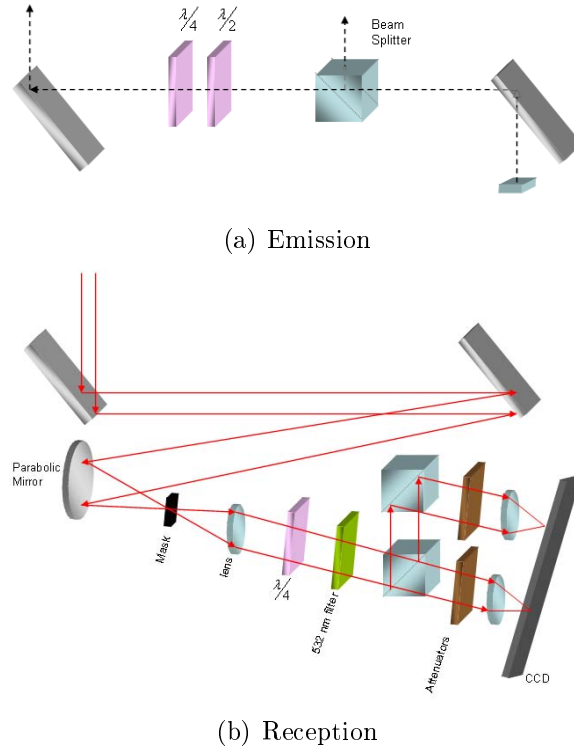 λ/4 λ/2 Beam
Splitter
(a) Emission
Parabolic
Mirror
Mask
lens
λ/4
532 nm filter
Attenuators
CCD
(b) Reception